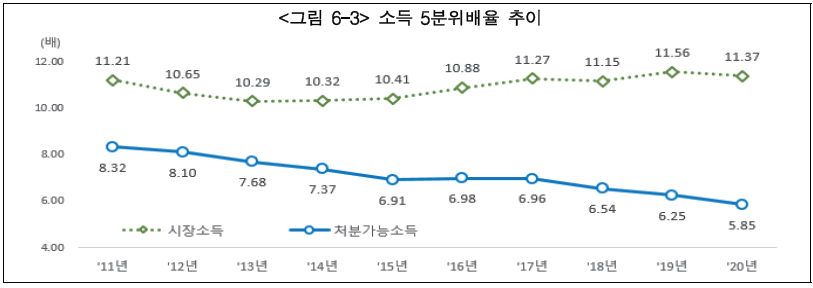 <그림 6-3> 소득 5분위배율 추이
(배)
12.00
10.00
8.00
6.00
4.00
11.21 10.65 10.29 10.32 10.41 10.88 11.27 11.15 11.56 11.37
8.32 8.10 7.68 7.37 6.91 6.98 6.96 6.54 6.25 5.85
시장소득 처분가능소득
'11년 '12년 '13년 '14년 '15년 '16년 '17년 '18년 '19년 '20년